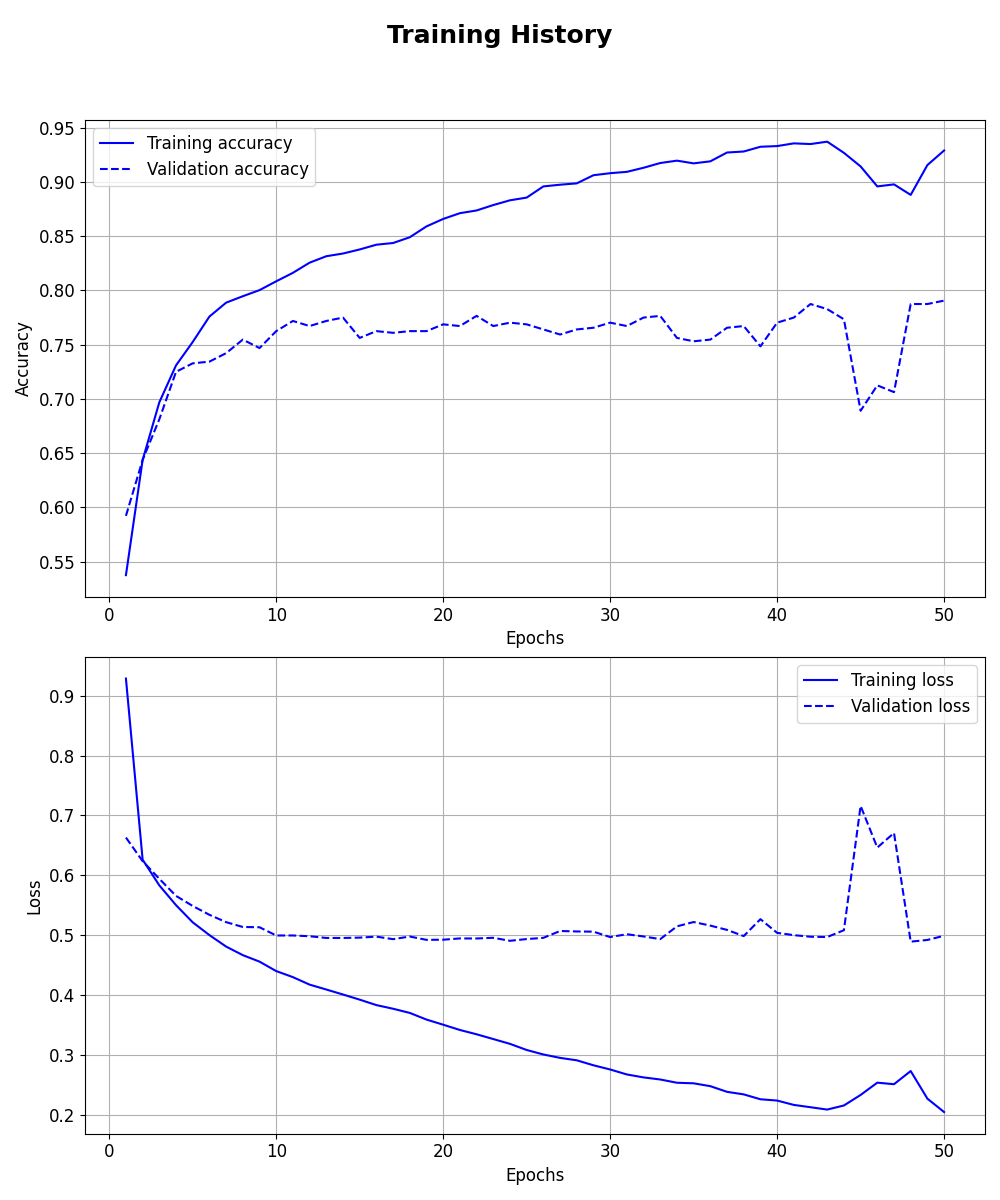 Training History
Training accuracy
Validation accuracy
0.95
0.90
0.85
0.80
0.75
0.70
0.65
0.60
0.55
Accuracy
0 10 20 30 40 50
Epochs
Training loss
Validation loss
0.9
0.8
0.7
0.6
0.5
0.4
0.3
0.2
Loss
0 10 20 30 40 50
Epochs